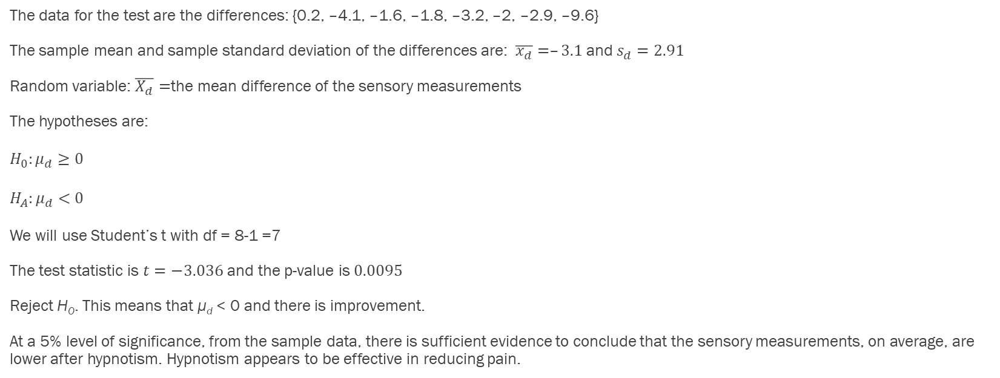 The data for the test are the differences: {0.2, –4.1, –1.6, –1.8, –3.2, –2, –2.9, –9.6}
The sample mean and sample standard deviation of the differences are: $\overline{x_d}$ =– 3.1 and $s_d$ = 2.91
Random variable: $\overline{X_d}$ =the mean difference of the sensory measurements
The hypotheses are:
$H_0: \mu_d \geq 0$
$H_A: \mu_d < 0$
We will use Student's t with df = 8-1 =7
The test statistic is $t = -3.036$ and the p-value is 0.0095
Reject $H_O$. This means that $\mu_d$ < 0 and there is improvement.
At a 5% level of significance, from the sample data, there is sufficient evidence to conclude that the sensory measurements, on average, are
lower after hypnotism. Hypnotism appears to be effective in reducing pain.